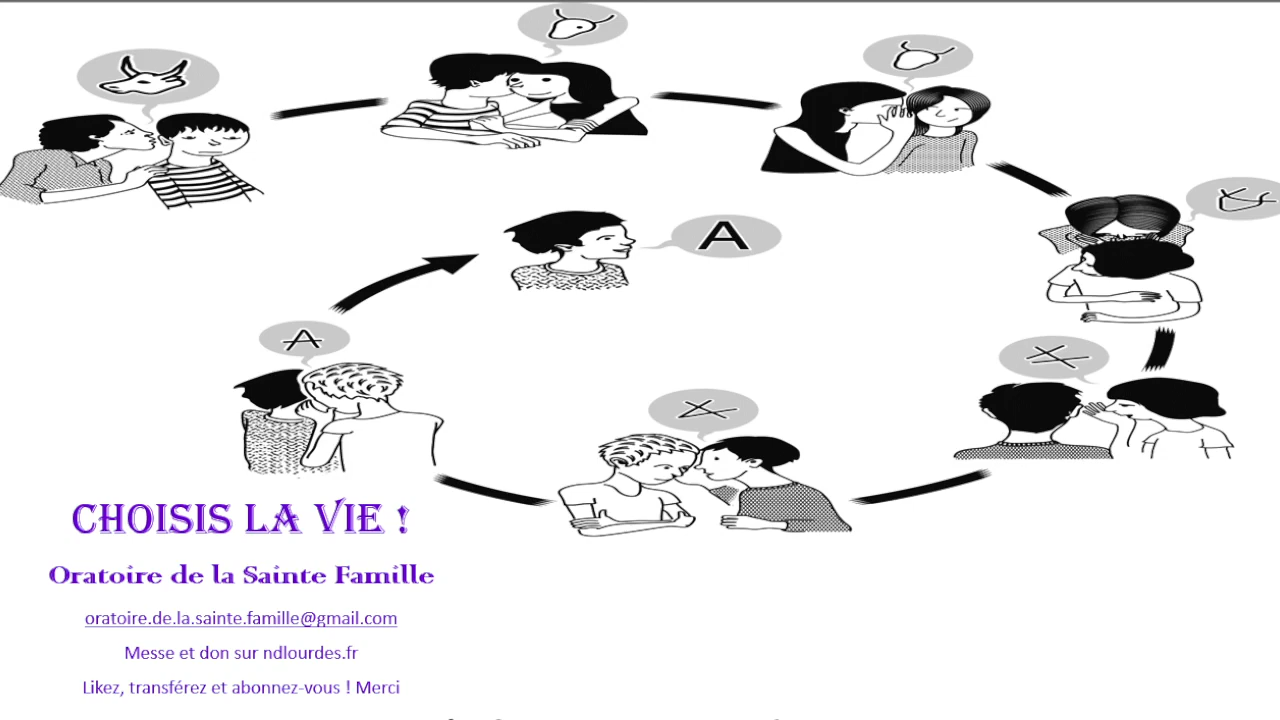 A
CHOISIS LA VIE !
Oratoire de la Sainte Famille
oratoire.de.la.sainte.famille@gmail.com
Messe et don sur ndlourdes.fr
Likez, transférez et abonnez-vous ! Merci